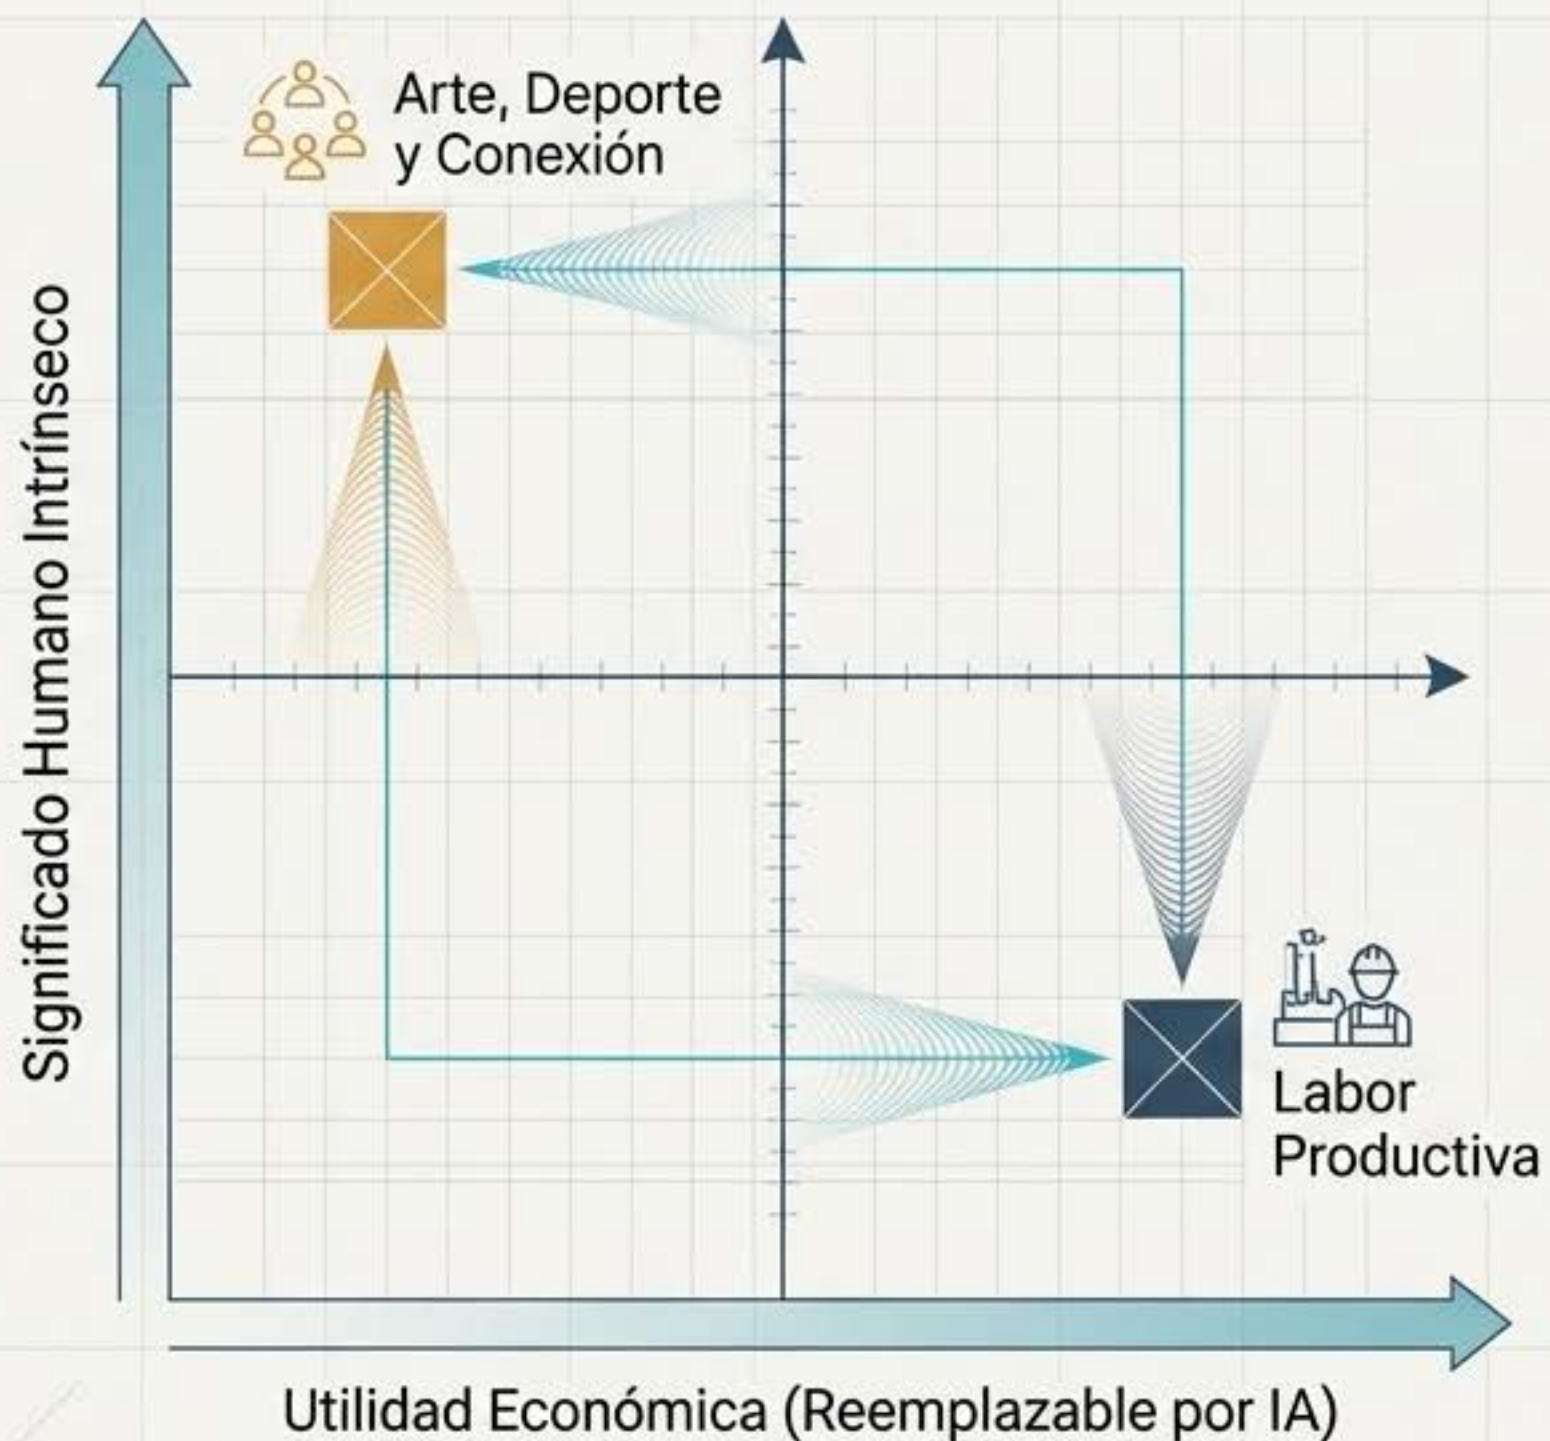 Arte, Deporte
y Conexión
Significado Humano Intrínseco
Labor
Productiva
Utilidad Económica (Reemplazable por IA)